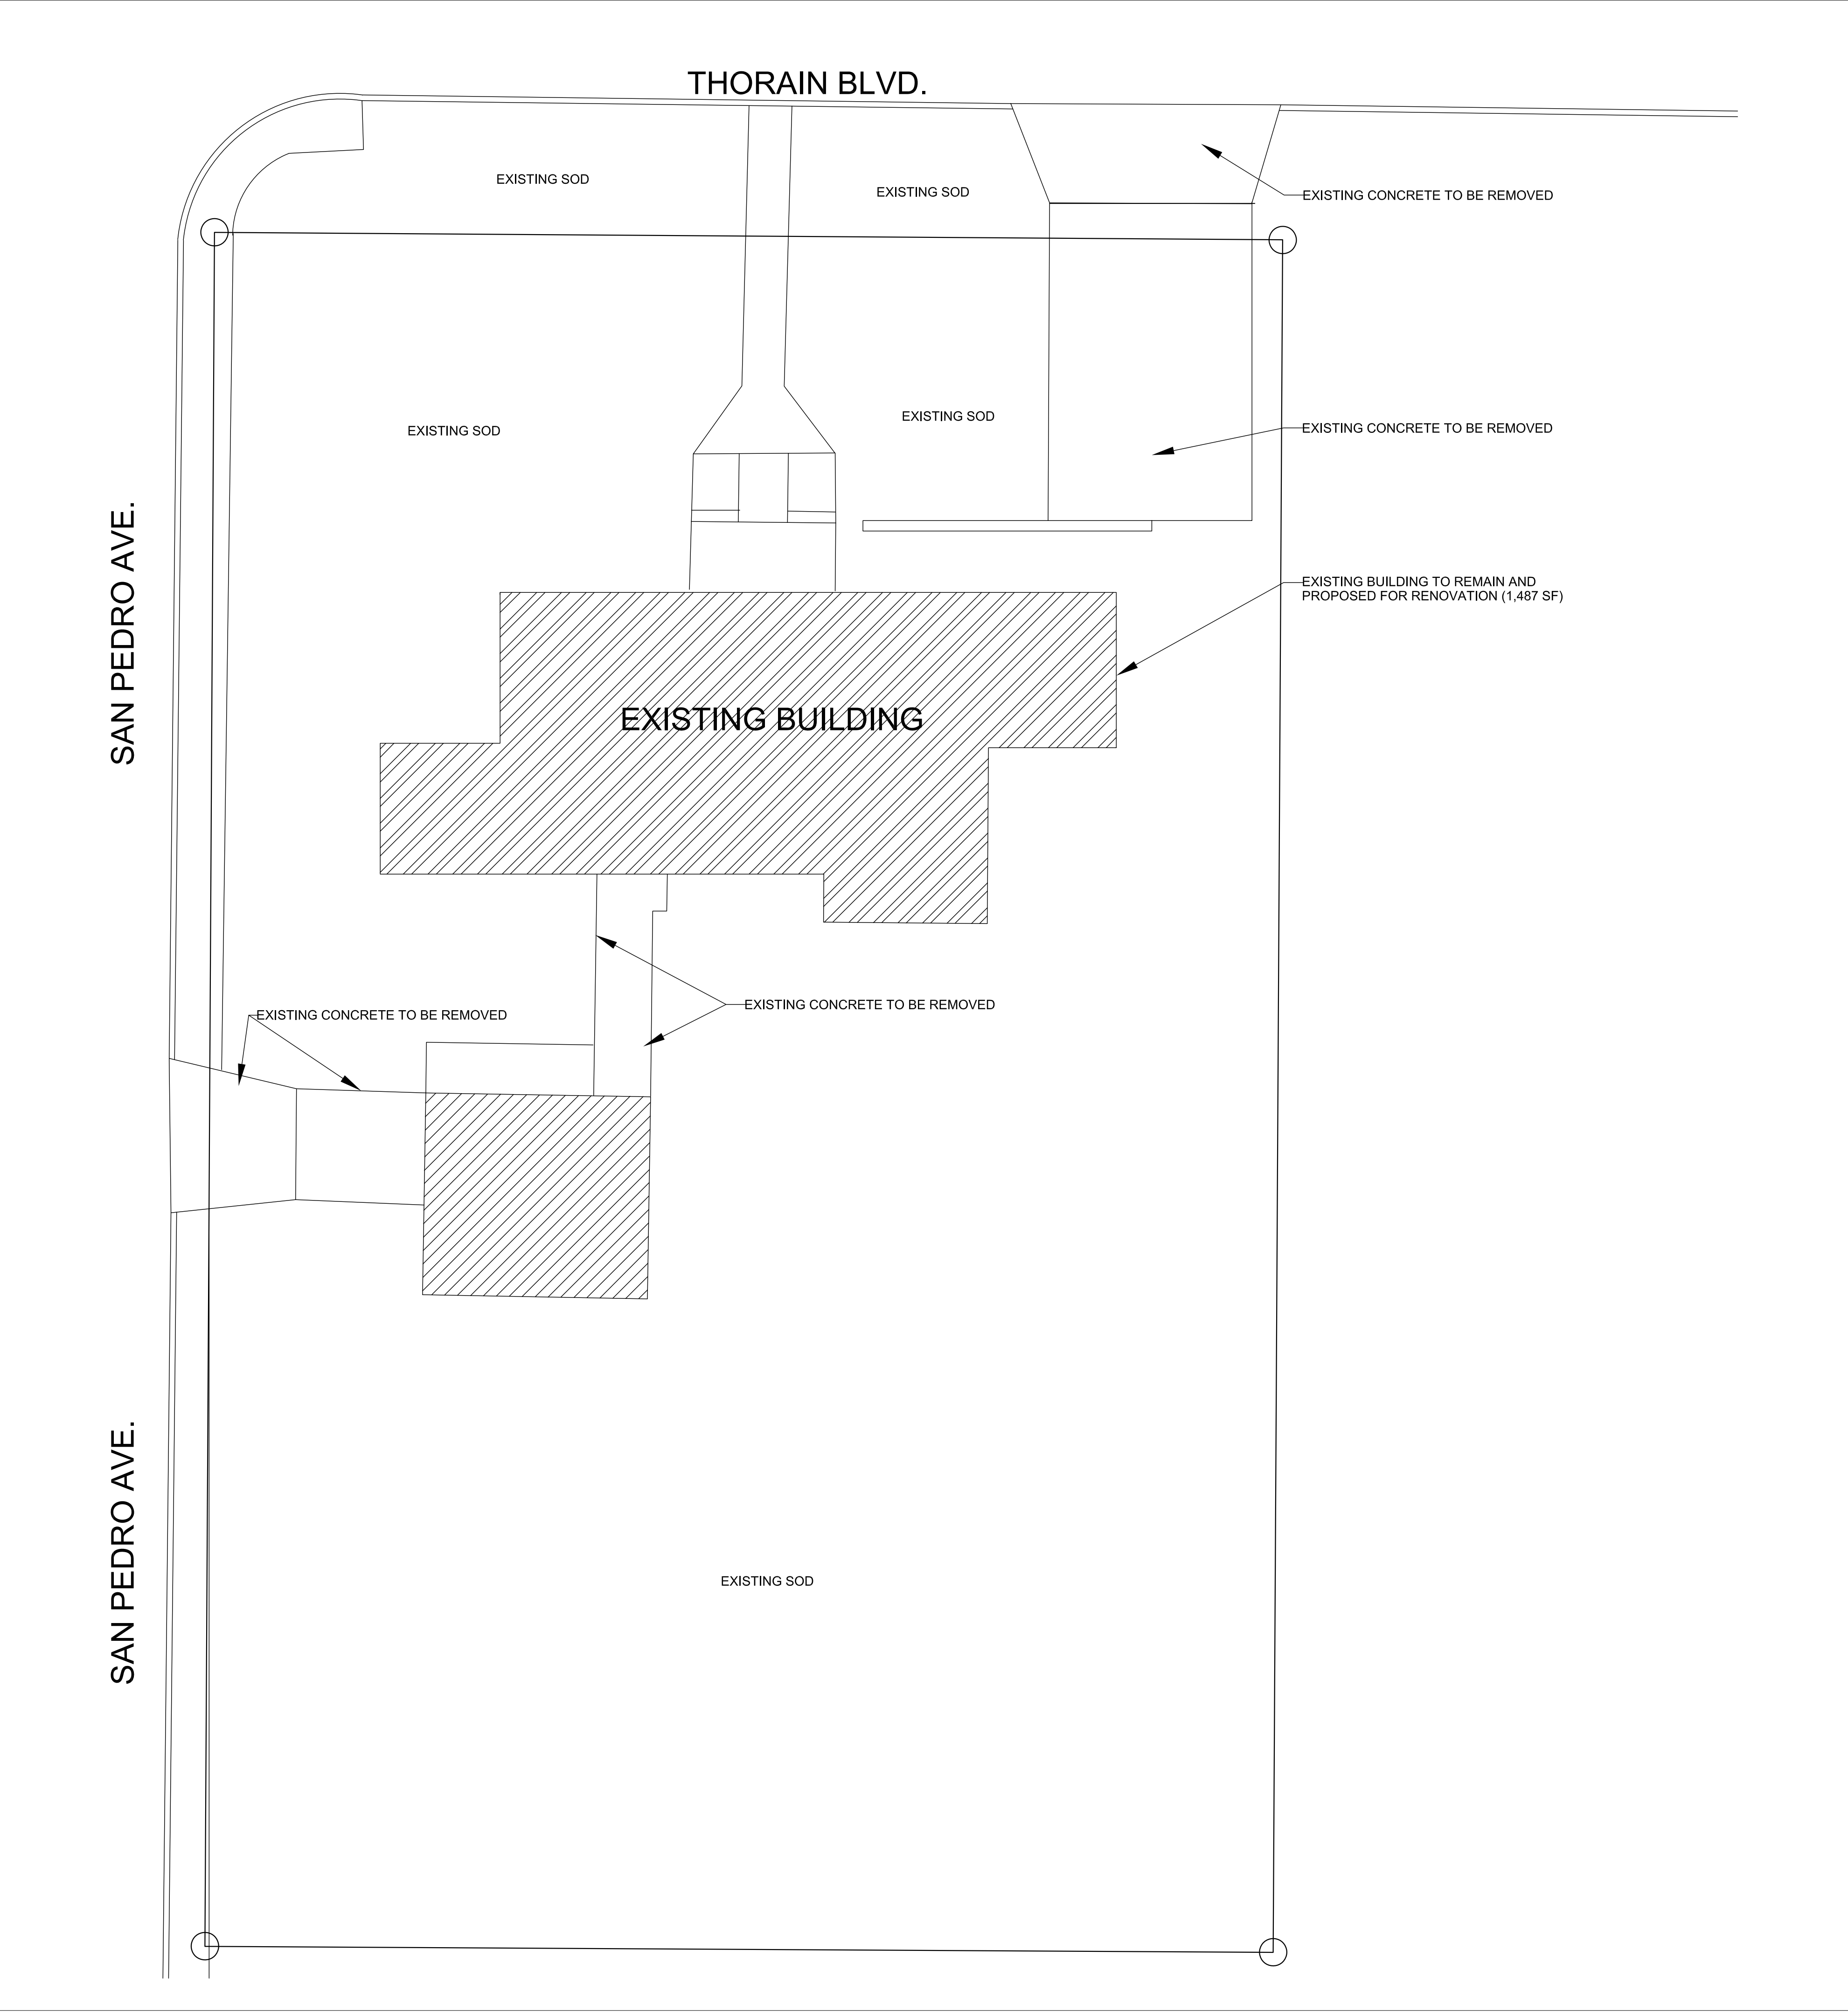 THORAIN BLVD.
EXISTING SOD
EXISTING SOD
EXISTING CONCRETE TO BE REMOVED
EXISTING SOD
EXISTING SOD
EXISTING CONCRETE TO BE REMOVED
SAN PEDRO AVE.
EXISTING BUILDING TO REMAIN AND
PROPOSED FOR RENOVATION (1,487 SF)
EXISTING BUILDING
EXISTING CONCRETE TO BE REMOVED
EXISTING CONCRETE TO BE REMOVED
SAN PEDRO AVE.
EXISTING SOD